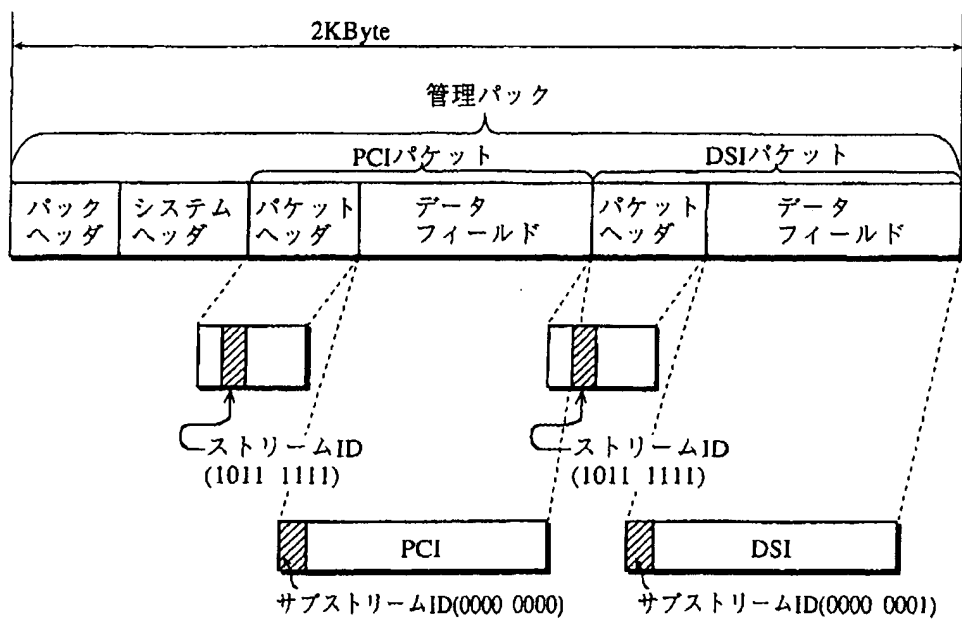 2KByte
管理パック
PCIパケット
DSIパケット
パック
ヘッダ
システム
ヘッダ
パケット
ヘッダ
データ
フィールド
パケット
ヘッダ
データ
フィールド
ストリームID
(1011 1111)
ストリームID
(1011 1111)
PCI
DSI
サブストリームID(0000 0000)
サブストリームID(0000 0001)